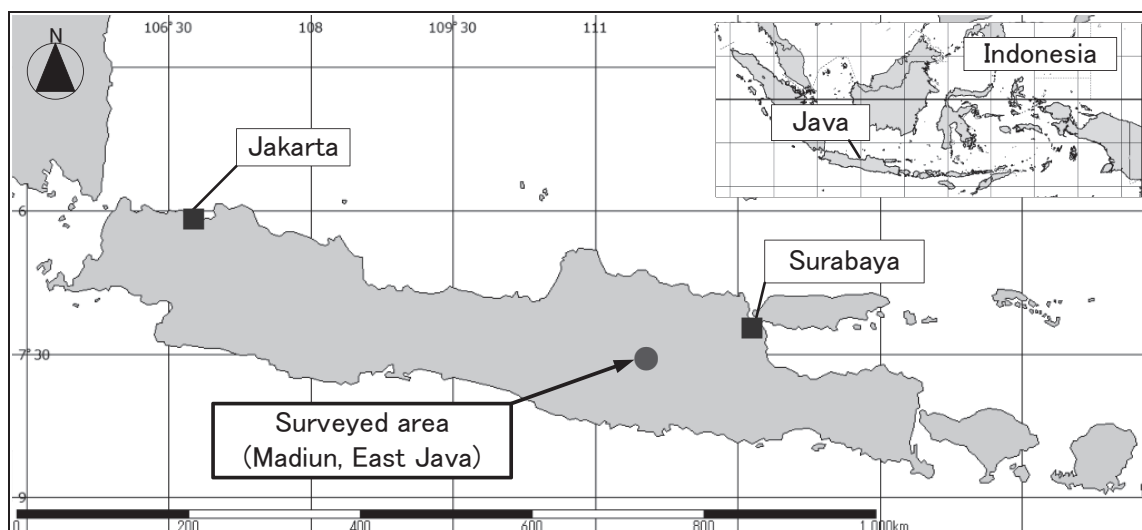 106°30
108
109°30
111
N
Indonesia
Java
Jakarta
6
Surabaya
7°30
Surveyed area
(Madiun, East Java)
9
0
200
400
600
800
1 000km